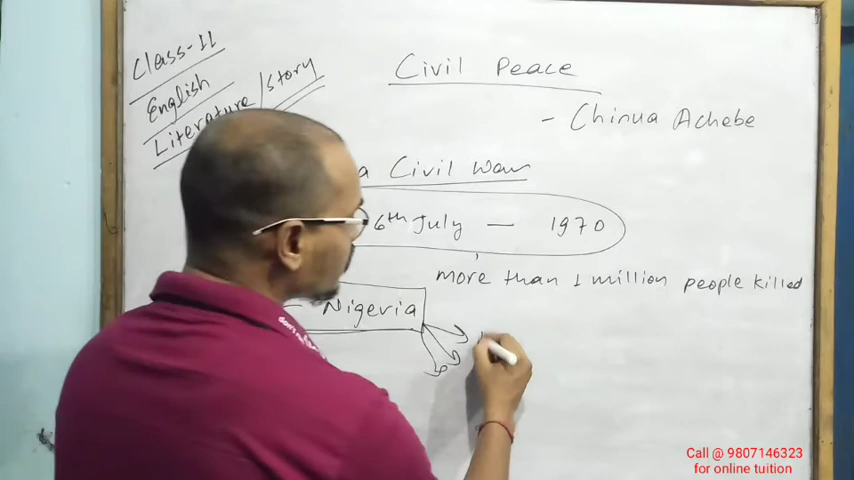 Class-11
English
Literature/story
Civil Peace
- Chinua Achebe
a Civil War
6th July — 1970
more than 1 million people killed
Nigeria
Call @ 9807146323
for online tuition